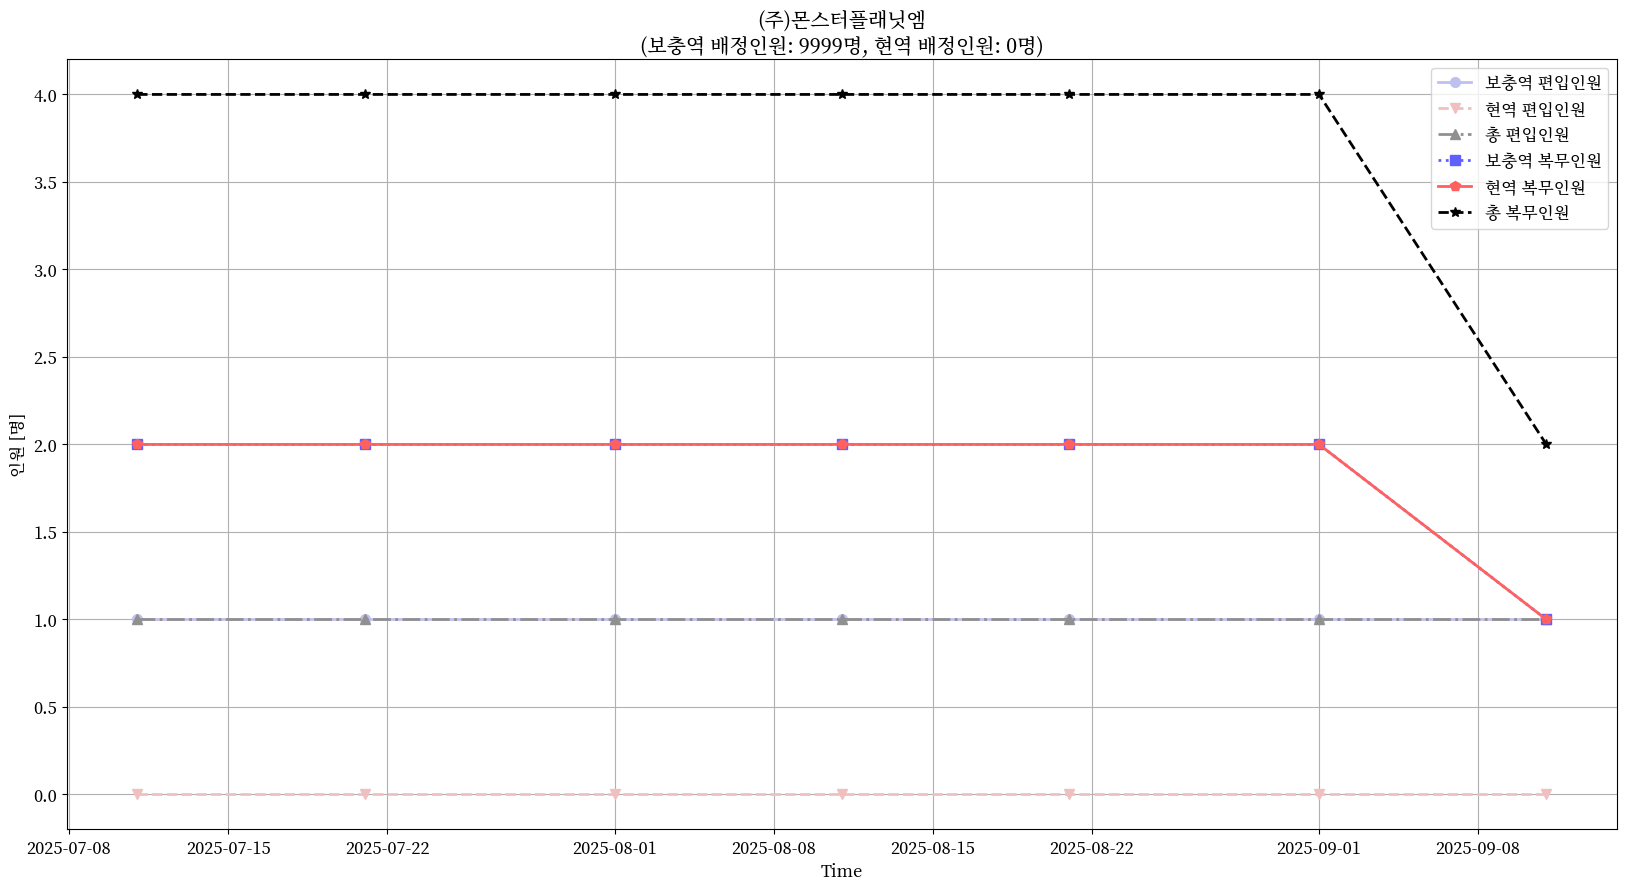 (주)몬스터플래닛엠
(보충역 배정인원: 9999명, 현역 배정인원: 0명)
보충역 편입인원
현역 편입인원
총 편입인원
보충역 복무인원
현역 복무인원
총 복무인원
인원 [명]
4.0
3.5
3.0
2.5
2.0
1.5
1.0
0.5
0.0
2025-07-08 2025-07-15 2025-07-22 2025-08-01 2025-08-08 2025-08-15 2025-08-22 2025-09-01 2025-09-08
Time